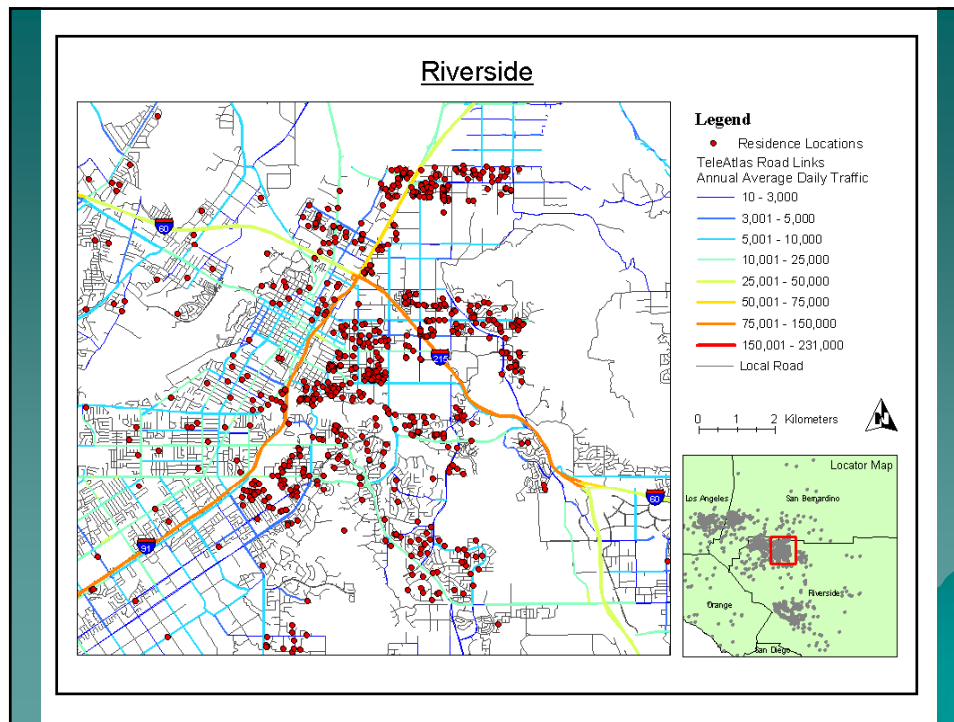 Riverside
Legend
Residence Locations
TeleAtlas Road Links
Annual Average Daily Traffic
10 - 3,000
3,001 - 5,000
5,001 - 10,000
10,001 - 25,000
25,001 - 50,000
50,001 - 75,000
75,001 - 150,000
150,001 - 231,000
Local Road
0 1 2 Kilometers
N
60
215
60
91
Locator Map
Los Angeles
San Bernardino
Orange
Riverside
San Diego